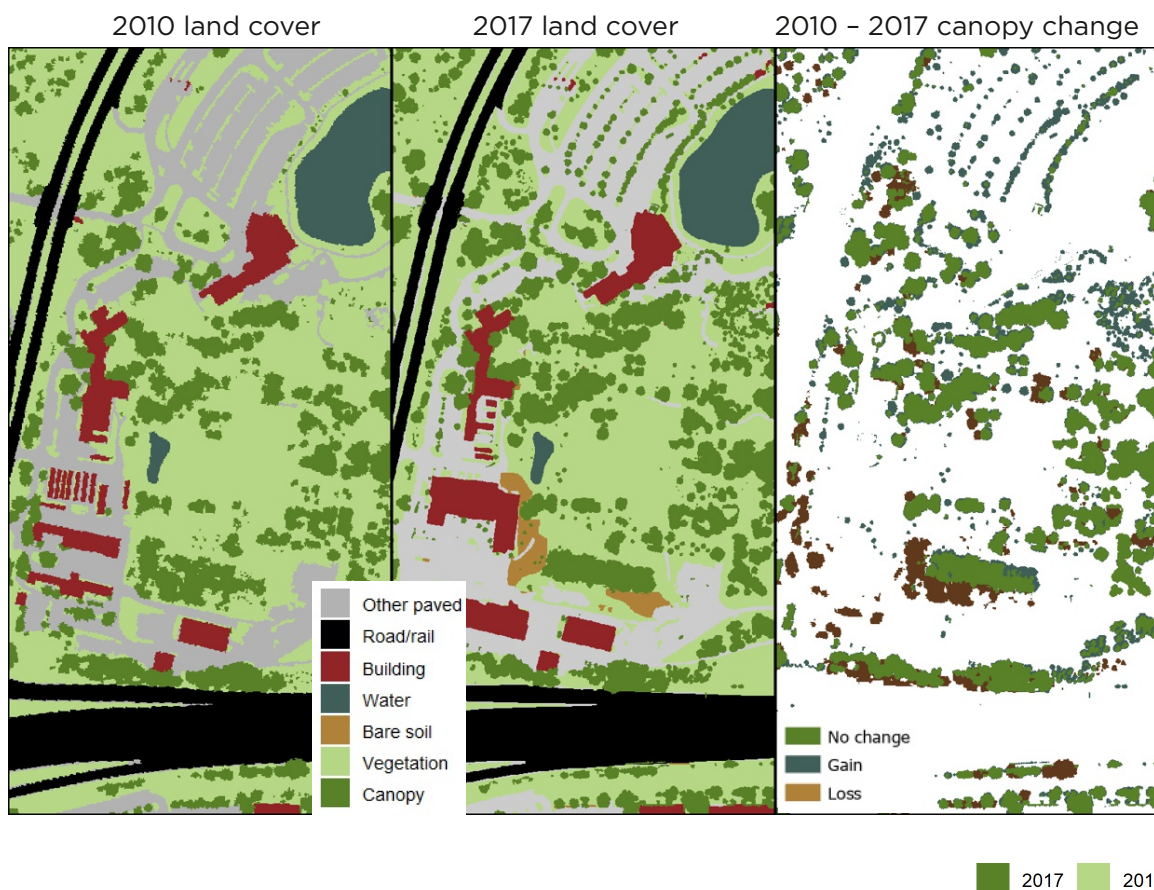 2010 land cover
2017 land cover
2010 – 2017 canopy change
Other paved
Road/rail
Building
Water
Bare soil
Vegetation
Canopy
No change
Gain
Loss
2017
201